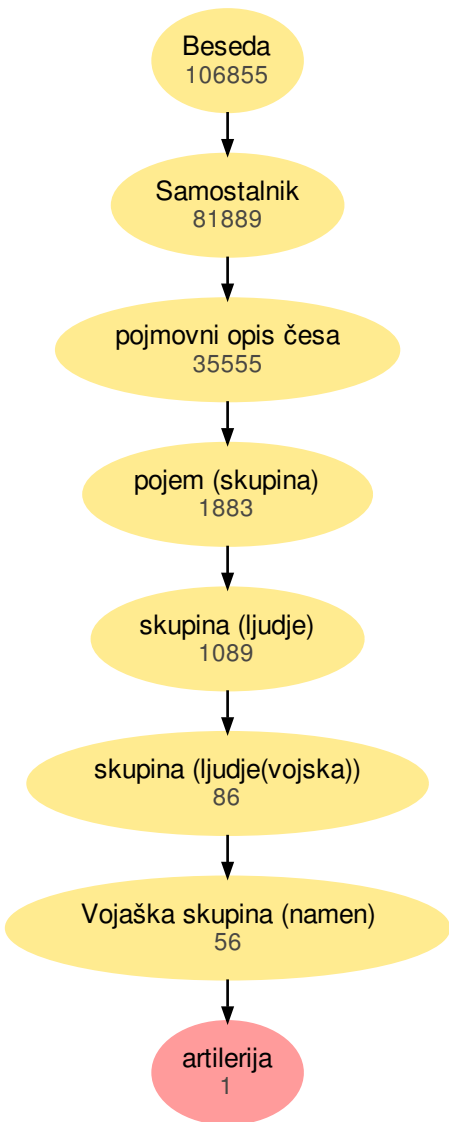 Beseda
106855
Samostalnik
81889
pojmovni opis česa
35555
pojem (skupina)
1883
skupina (ljudje)
1089
skupina (ljudje(vojska))
86
Vojaška skupina (namen)
56
artilerija
1